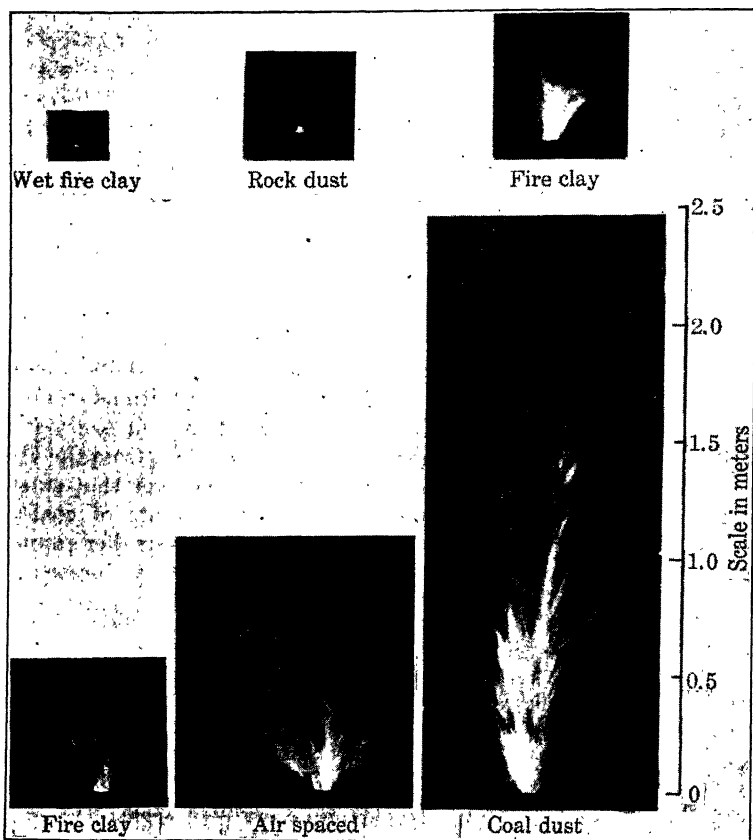 Wet fire clay
Rock dust
Fire clay
2.5
2.0
1.5
1.0
0.5
0
Scale in meters
Fire clay
Air spaced
Coal dust